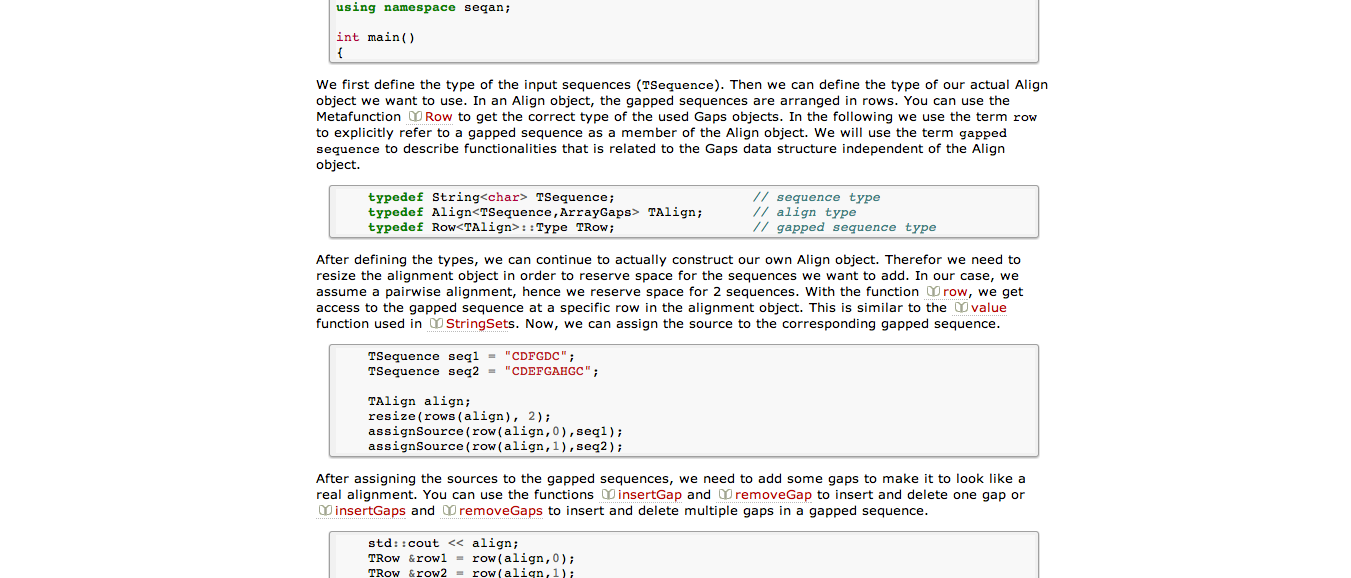 using namespace seqan;
int main()
{
We first define the type of the input sequences (TSequence). Then we can define the type of our actual Align
object we want to use. In an Align object, the gapped sequences are arranged in rows. You can use the
Metafunction Row to get the correct type of the used Gaps objects. In the following we use the term row
to explicitly refer to a gapped sequence as a member of the Align object. We will use the term gapped
sequence to describe functionalities that is related to the Gaps data structure independent of the Align
object.
typedef String<char> TSequence; // sequence type
typedef Align<TSequence,ArrayGaps> TAlign; // align type
typedef Row<TAlign>::Type TRow; // gapped sequence type
After defining the types, we can continue to actually construct our own Align object. Therefor we need to
resize the alignment object in order to reserve space for the sequences we want to add. In our case, we
assume a pairwise alignment, hence we reserve space for 2 sequences. With the function row, we get
access to the gapped sequence at a specific row in the alignment object. This is similar to the value
function used in StringSets. Now, we can assign the source to the corresponding gapped sequence.
TSequence seq1 = "CDFGDC";
TSequence seq2 = "CDEFGAHGC";
TAlign align;
resize(rows(align), 2);
assignSource(row(align,0),seq1);
assignSource(row(align,1),seq2);
After assigning the sources to the gapped sequences, we need to add some gaps to make it to look like a
real alignment. You can use the functions insertGap and removeGap to insert and delete one gap or
insertGaps and removeGaps to insert and delete multiple gaps in a gapped sequence.
std::cout << align;
TRow &row1 = row(align,0);
TRow &row2 = row(align,1);